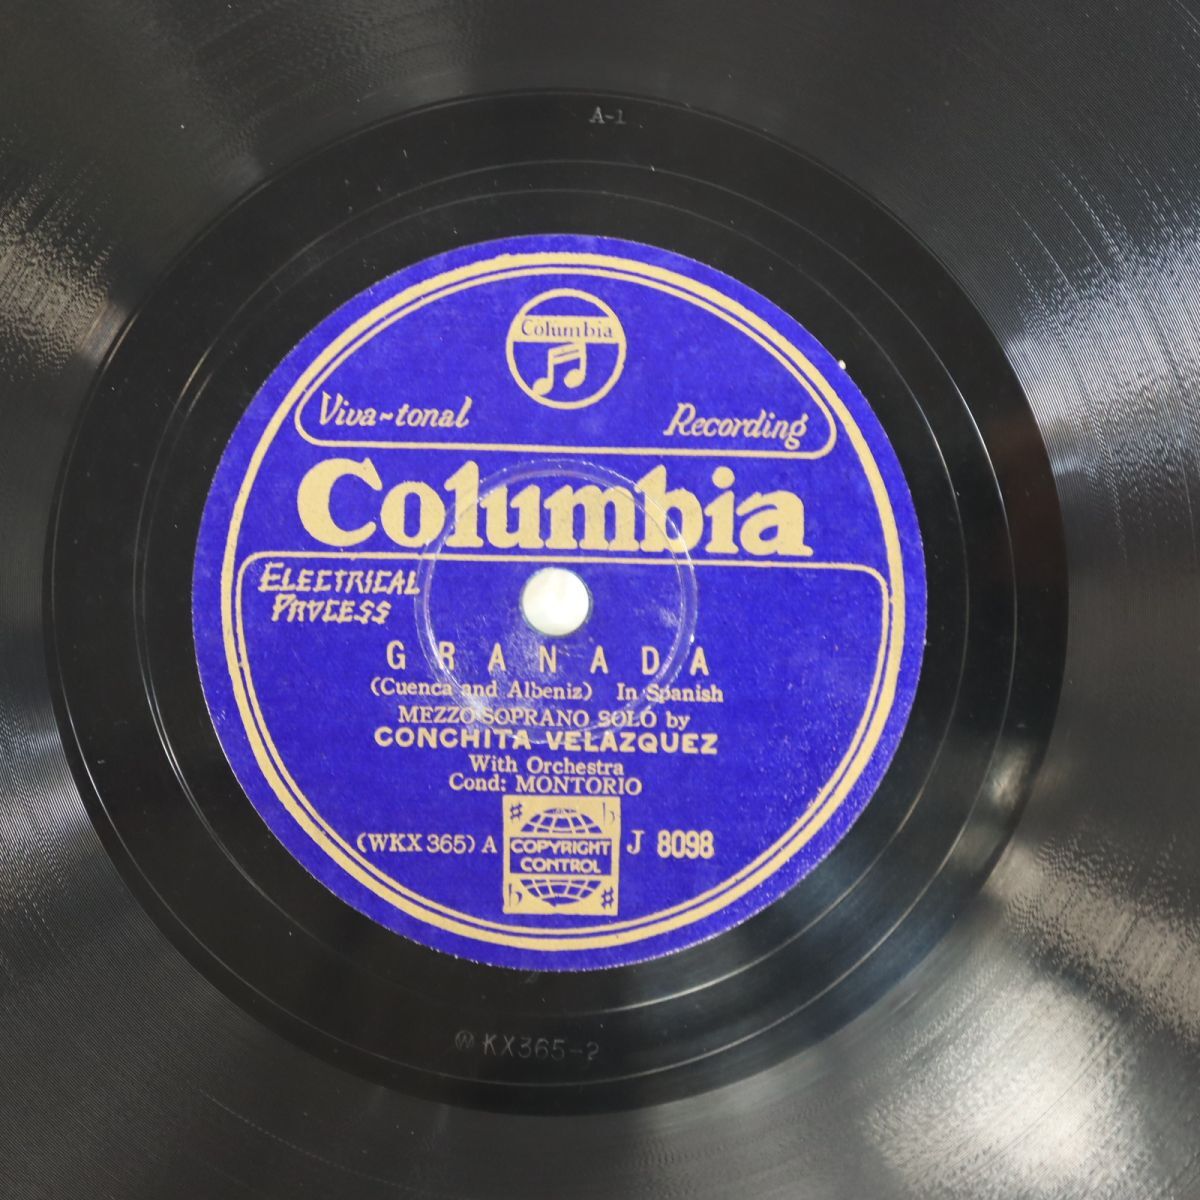 A-1
Columbia
Viva-tonal Recording
Columbia
ELECTRICAL
PROCESS
GRANADA
(Cuenca and Albeniz) In Spanish
MEZZO-SOPRANO SOLO by
CONCHITA VELAZQUEZ
With Orchestra
Cond: MONTORIO
(WKX 365) A J 8098
COPYRIGHT
CONTROL
W KX365-2